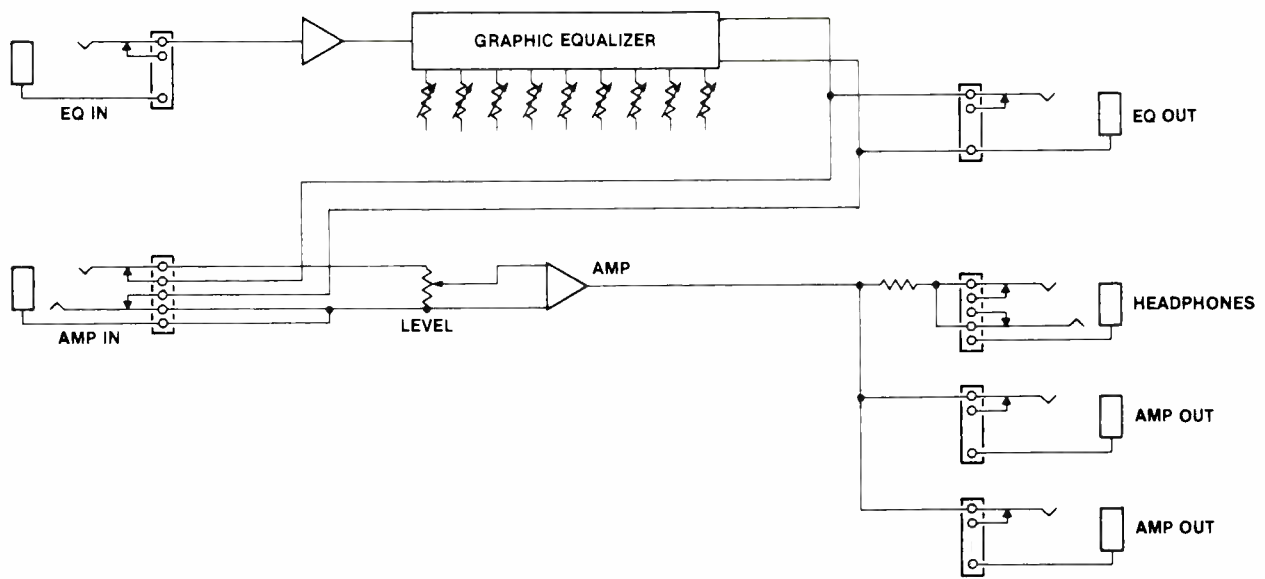 GRAPHIC EQUALIZER
EQ IN
EQ OUT
AMP
LEVEL
AMP IN
HEADPHONES
AMP OUT
AMP OUT